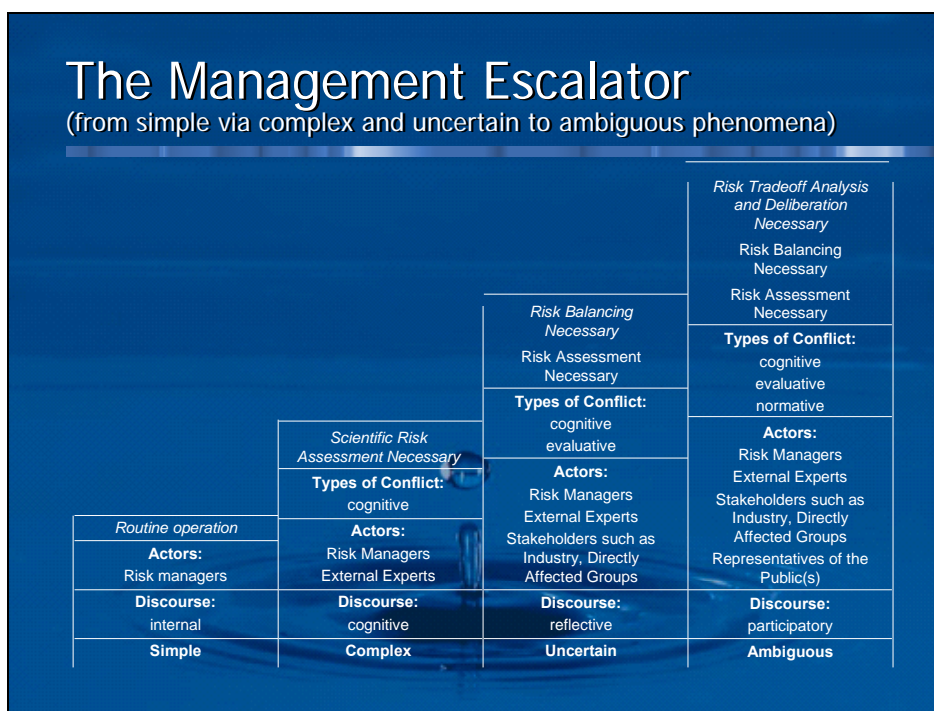 The Management Escalator
(from simple via complex and uncertain to ambiguous phenomena)
Routine operation
Actors:
Risk managers
Discourse:
internal
Simple
Scientific Risk
Assessment Necessary
Types of Conflict:
cognitive
Actors:
Risk Managers
External Experts
Discourse:
cognitive
Complex
Risk Balancing
Necessary
Risk Assessment
Necessary
Types of Conflict:
cognitive
evaluative
Actors:
Risk Managers
External Experts
Stakeholders such as
Industry, Directly
Affected Groups
Discourse:
reflective
Uncertain
Risk Tradeoff Analysis
and Deliberation
Necessary
Risk Balancing
Necessary
Risk Assessment
Necessary
Types of Conflict:
cognitive
evaluative
normative
Actors:
Risk Managers
External Experts
Stakeholders such as
Industry, Directly
Affected Groups
Representatives of the
Public(s)
Discourse:
participatory
Ambiguous